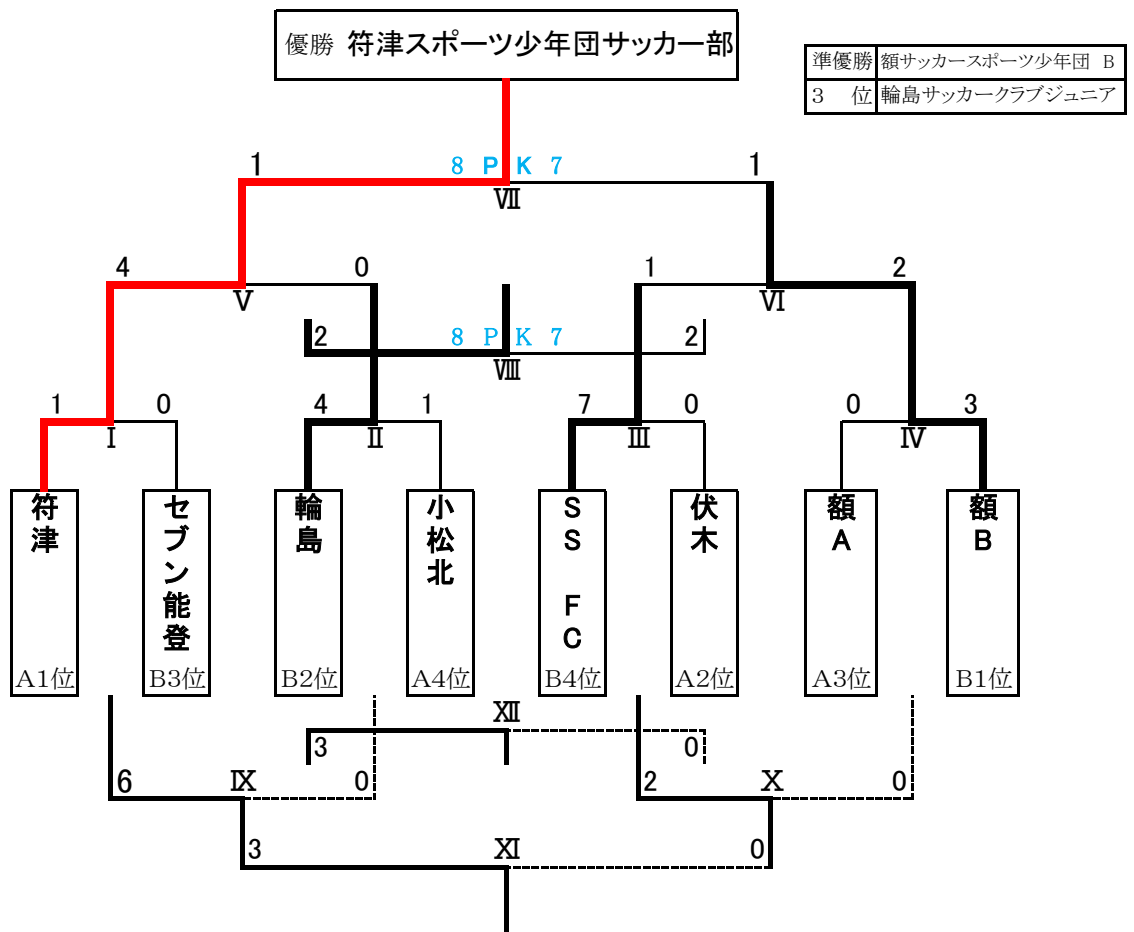 優勝 符津スポーツ少年団サッカー部
準優勝 額サッカースポーツ少年団 B
3 位 輪島サッカークラブジュニア
1 8 P K 7 1
Ⅶ
4 0 1 2
Ⅴ Ⅵ
2 8 P K 7 2
Ⅷ
1 0 4 1 7 0 0 3
Ⅰ Ⅱ Ⅲ Ⅳ
符津
A1位
セブン能登
B3位
輪島
B2位
小松北
A4位
SS FC
B4位
伏木
A2位
額A
A3位
額B
B1位
Ⅻ
3 0
6 Ⅸ 0 2 Ⅹ 0
3 Ⅺ 0